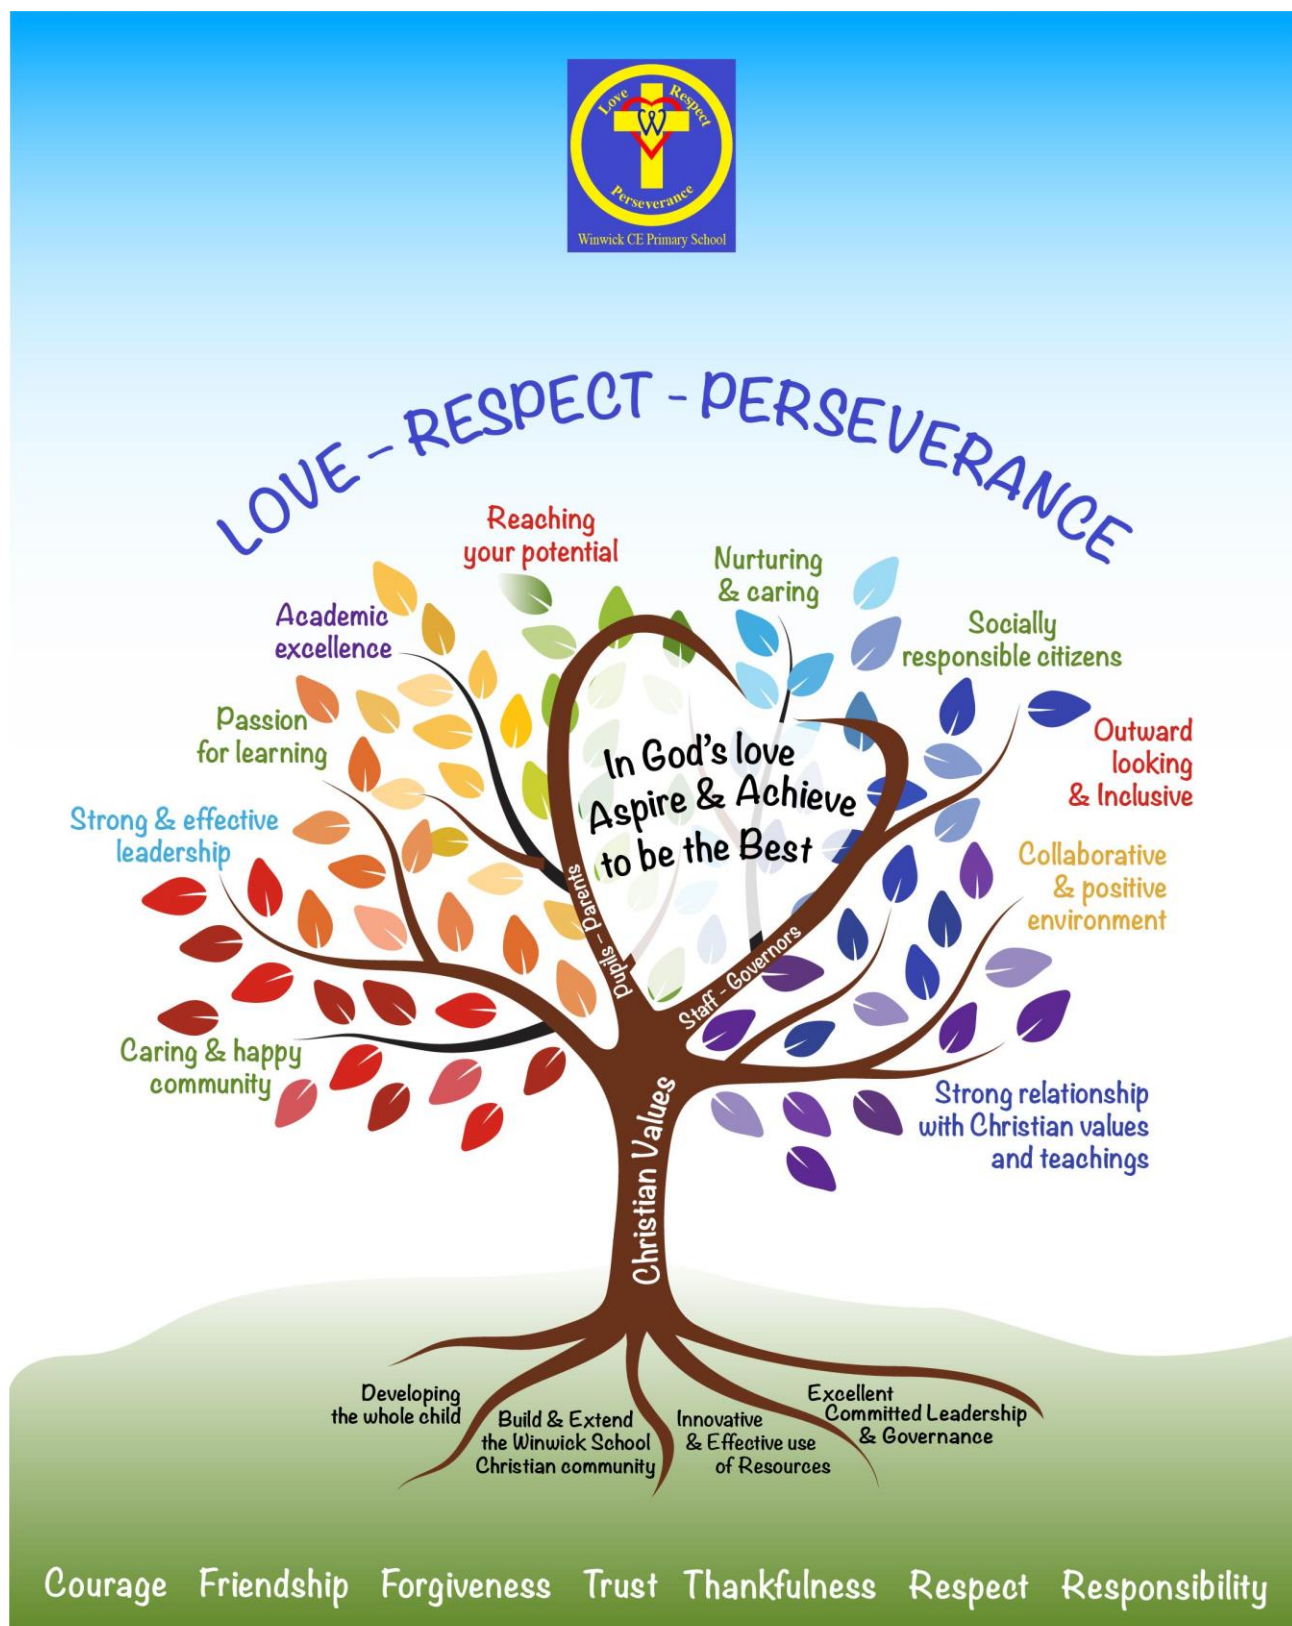 Love Respect
W
Perseverance
Winwick CE Primary School
LOVE - RESPECT - PERSEVERANCE
Reaching
your potential
Nurturing
& caring
Academic
excellence
Socially
responsible citizens
Passion
for learning
Outward
looking
& Inclusive
In God's love
Aspire & Achieve
to be the Best
Strong & effective
leadership
Collaborative
& positive
environment
Pupils - Parents
Staff - Governors
Caring & happy
community
Strong relationship
with Christian values
and teachings
Christian Values
Developing
the whole child
Build & Extend
the Winwick School
Christian community
Innovative
& Effective use
of Resources
Excellent
Committed Leadership
& Governance
Courage Friendship Forgiveness Trust Thankfulness Respect Responsibility